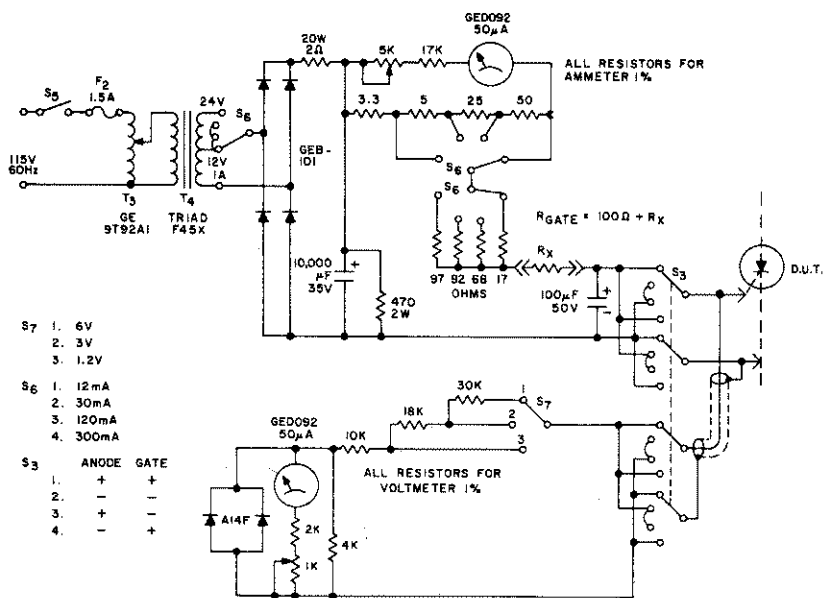 GED092
50µA
20W
2Ω
5K
17K
ALL RESISTORS FOR
AMMETER 1%
S5
F2
1.5A
24V
S6
3.3
5
25
50
115V
60Hz
12V
1A
GEB-
101
S6
S6
T3
GE
9T92A1
T4
TRIAD
F45X
RGATE = 100Ω + RX
10,000
µF
35V
+
470
2W
97
92
68
17
OHMS
RX
100µF
50V
+
−
S3
D.U.T.
S7 1. 6V
2. 3V
3. 1.2V
S6 1. 12mA
2. 30mA
3. 120mA
4. 300mA
S3 ANODE GATE
1. + +
2. − −
3. + −
4. − +
30K
18K
1
S7
2
3
GED092
50µA
10K
ALL RESISTORS FOR
VOLTMETER 1%
A14F
2K
1K
4K